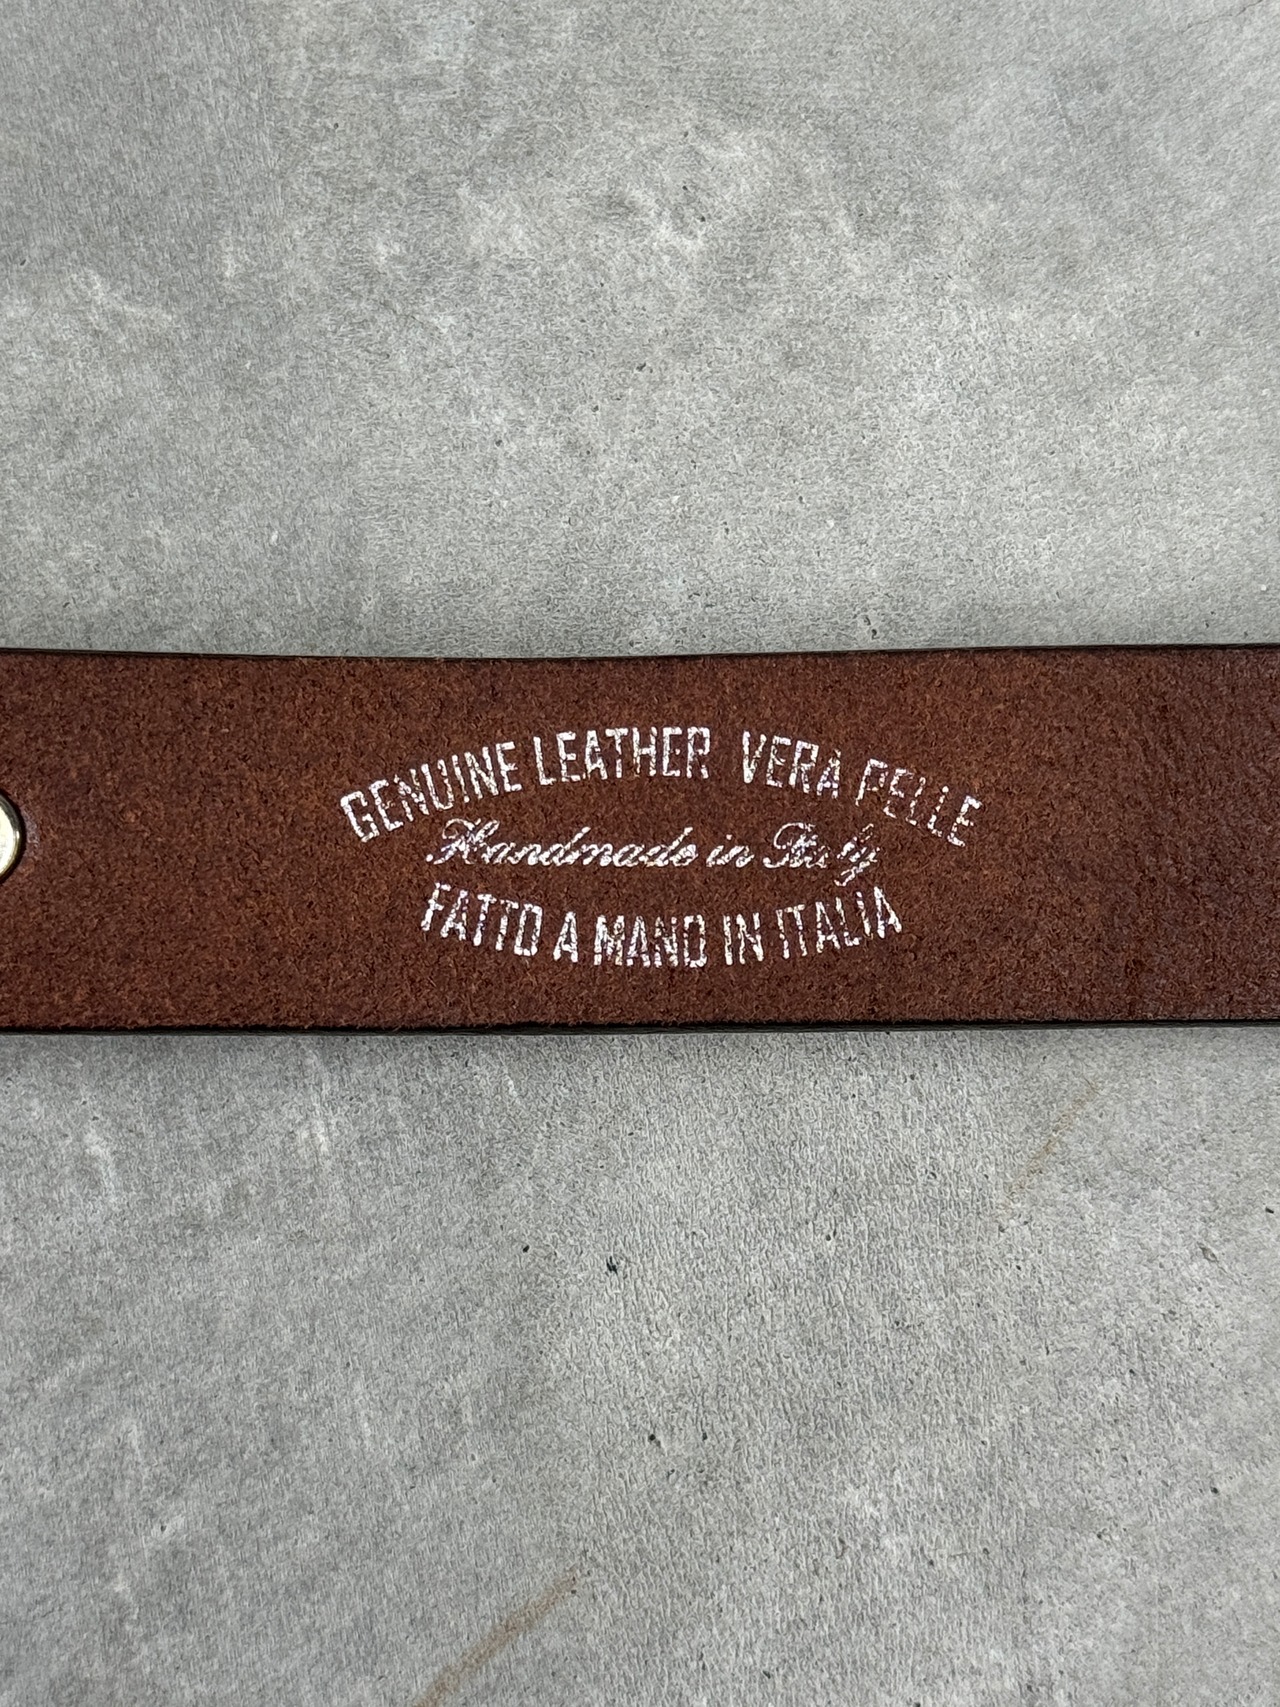 GENUINE LEATHER VERA PELLE
Handmade in Italy
FATTO A MANO IN ITALIA